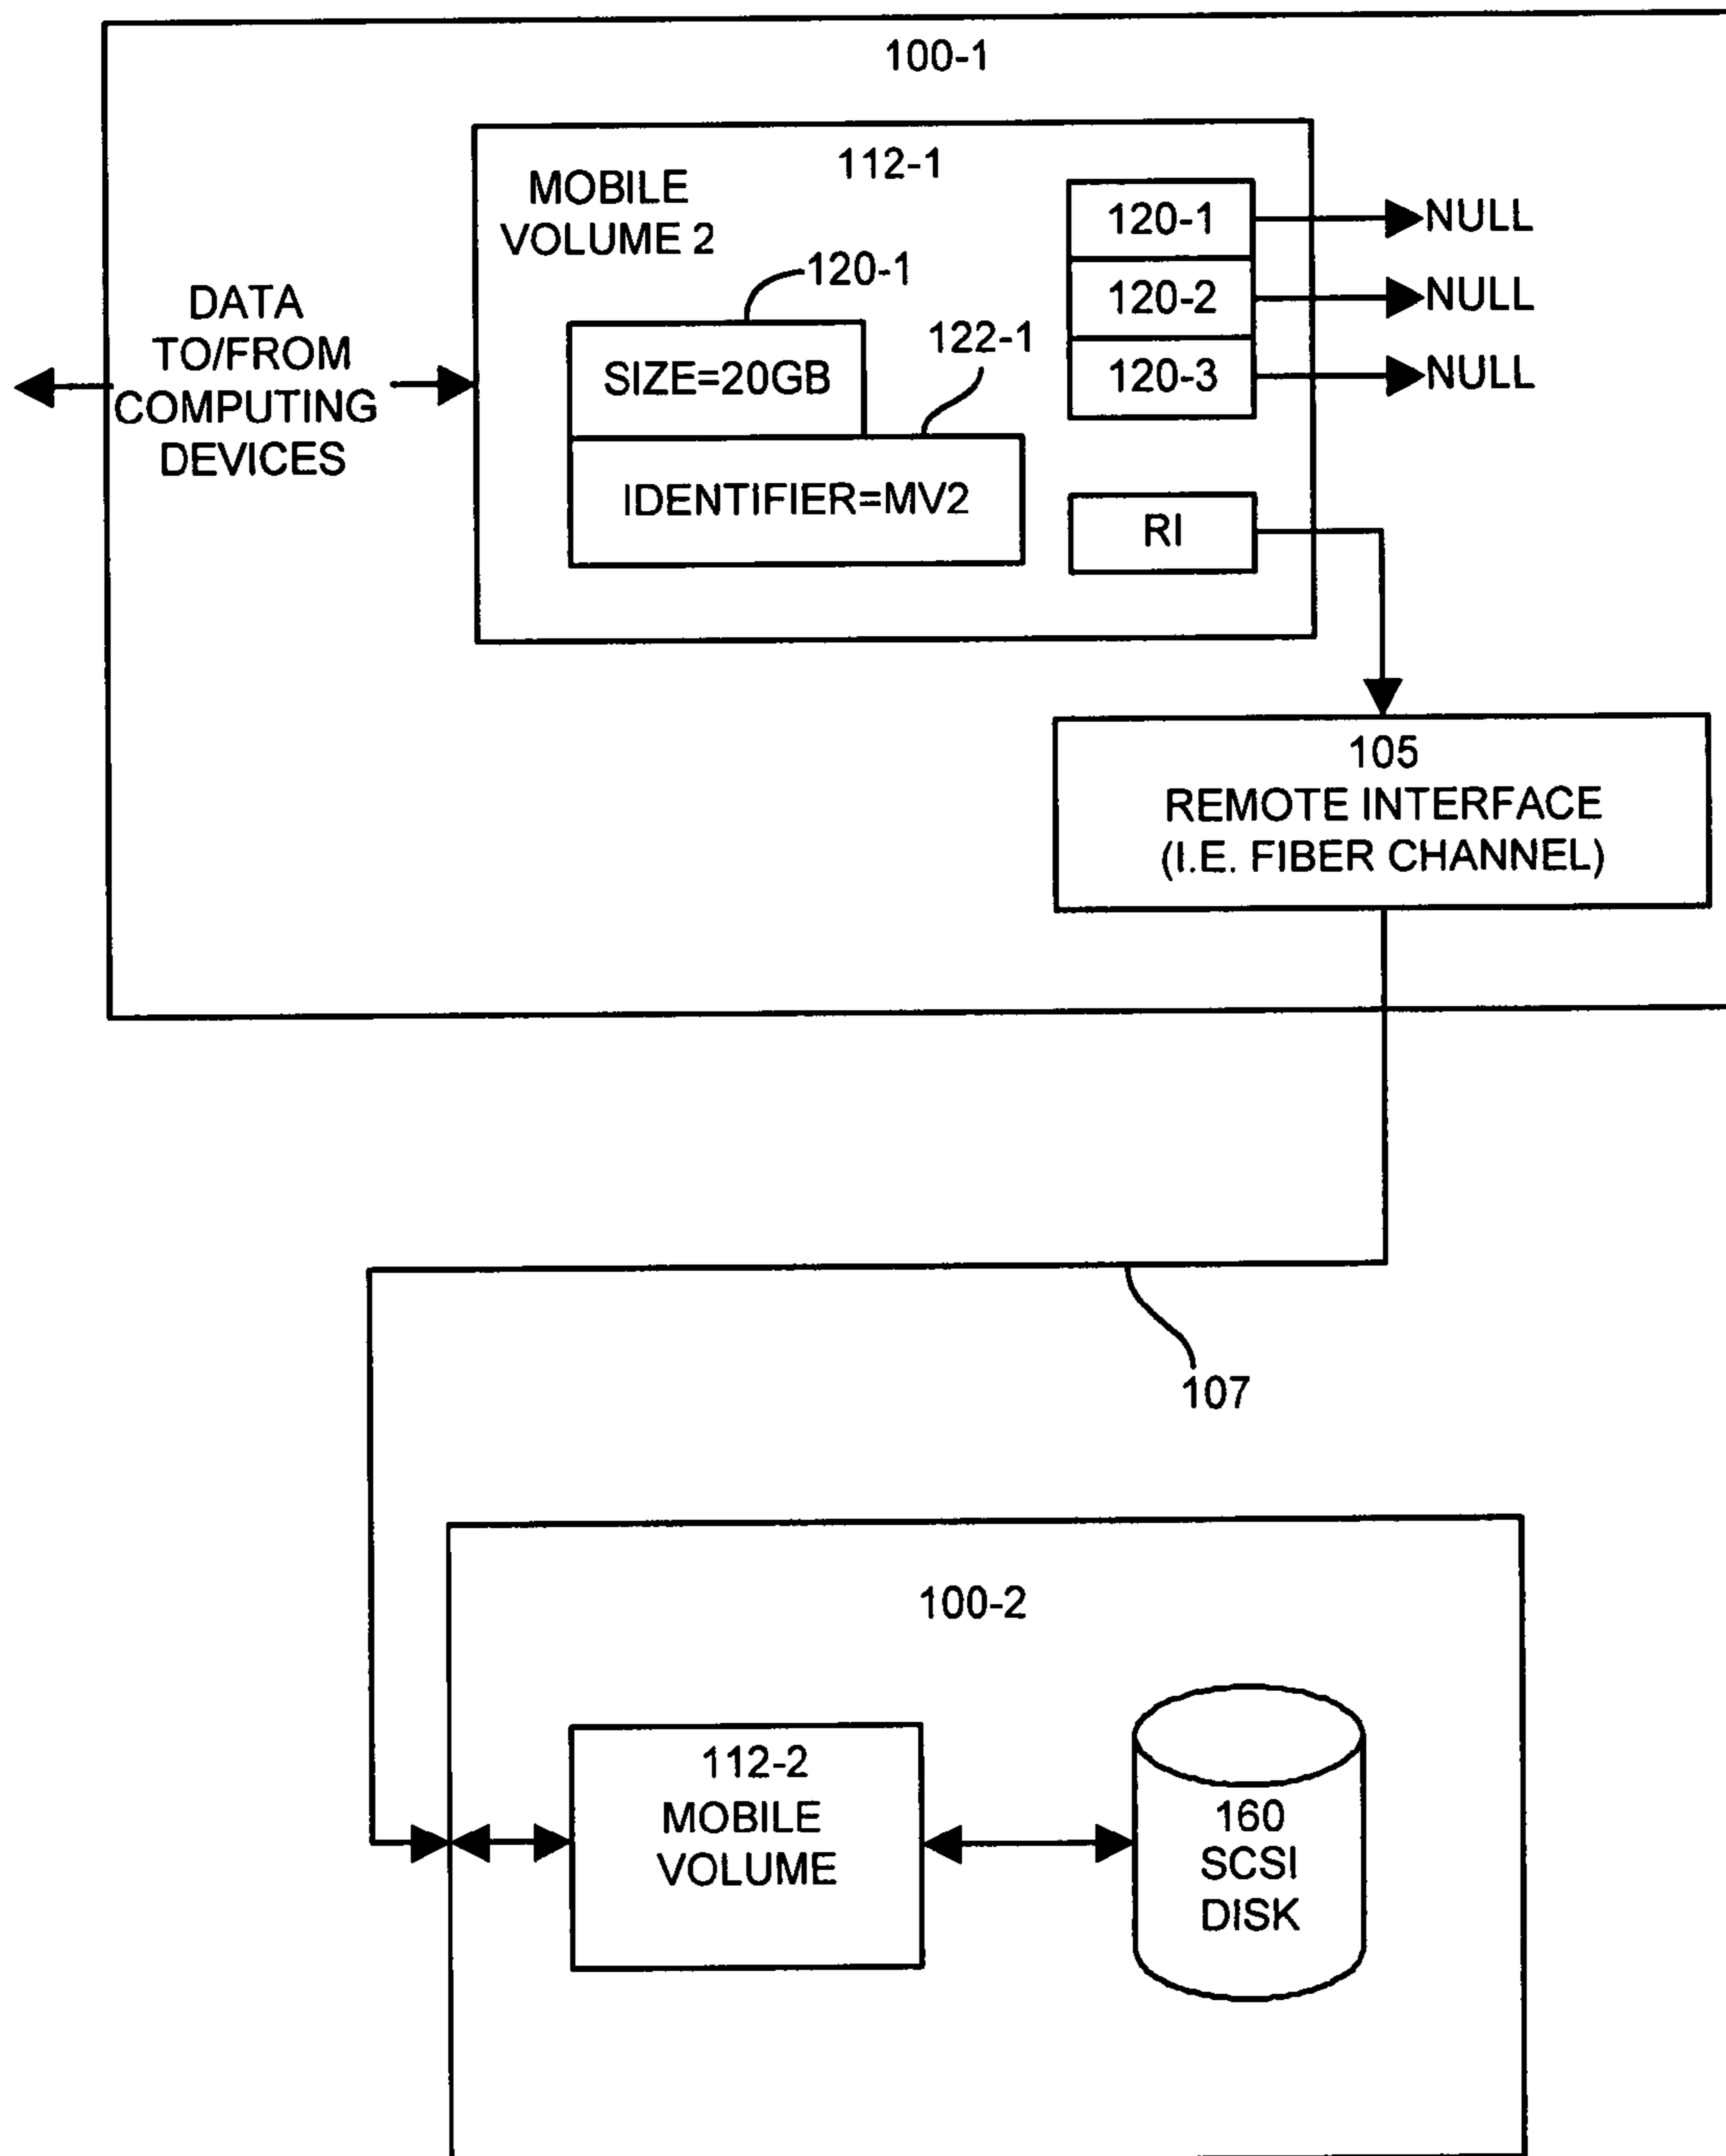 100-1
112-1
MOBILE
VOLUME 2
120-1
SIZE=20GB
122-1
IDENTIFIER=MV2
120-1
NULL
120-2
NULL
120-3
NULL
RI
DATA
TO/FROM
COMPUTING
DEVICES
105
REMOTE INTERFACE
(I.E. FIBER CHANNEL)
107
100-2
112-2
MOBILE
VOLUME
160
SCSI
DISK